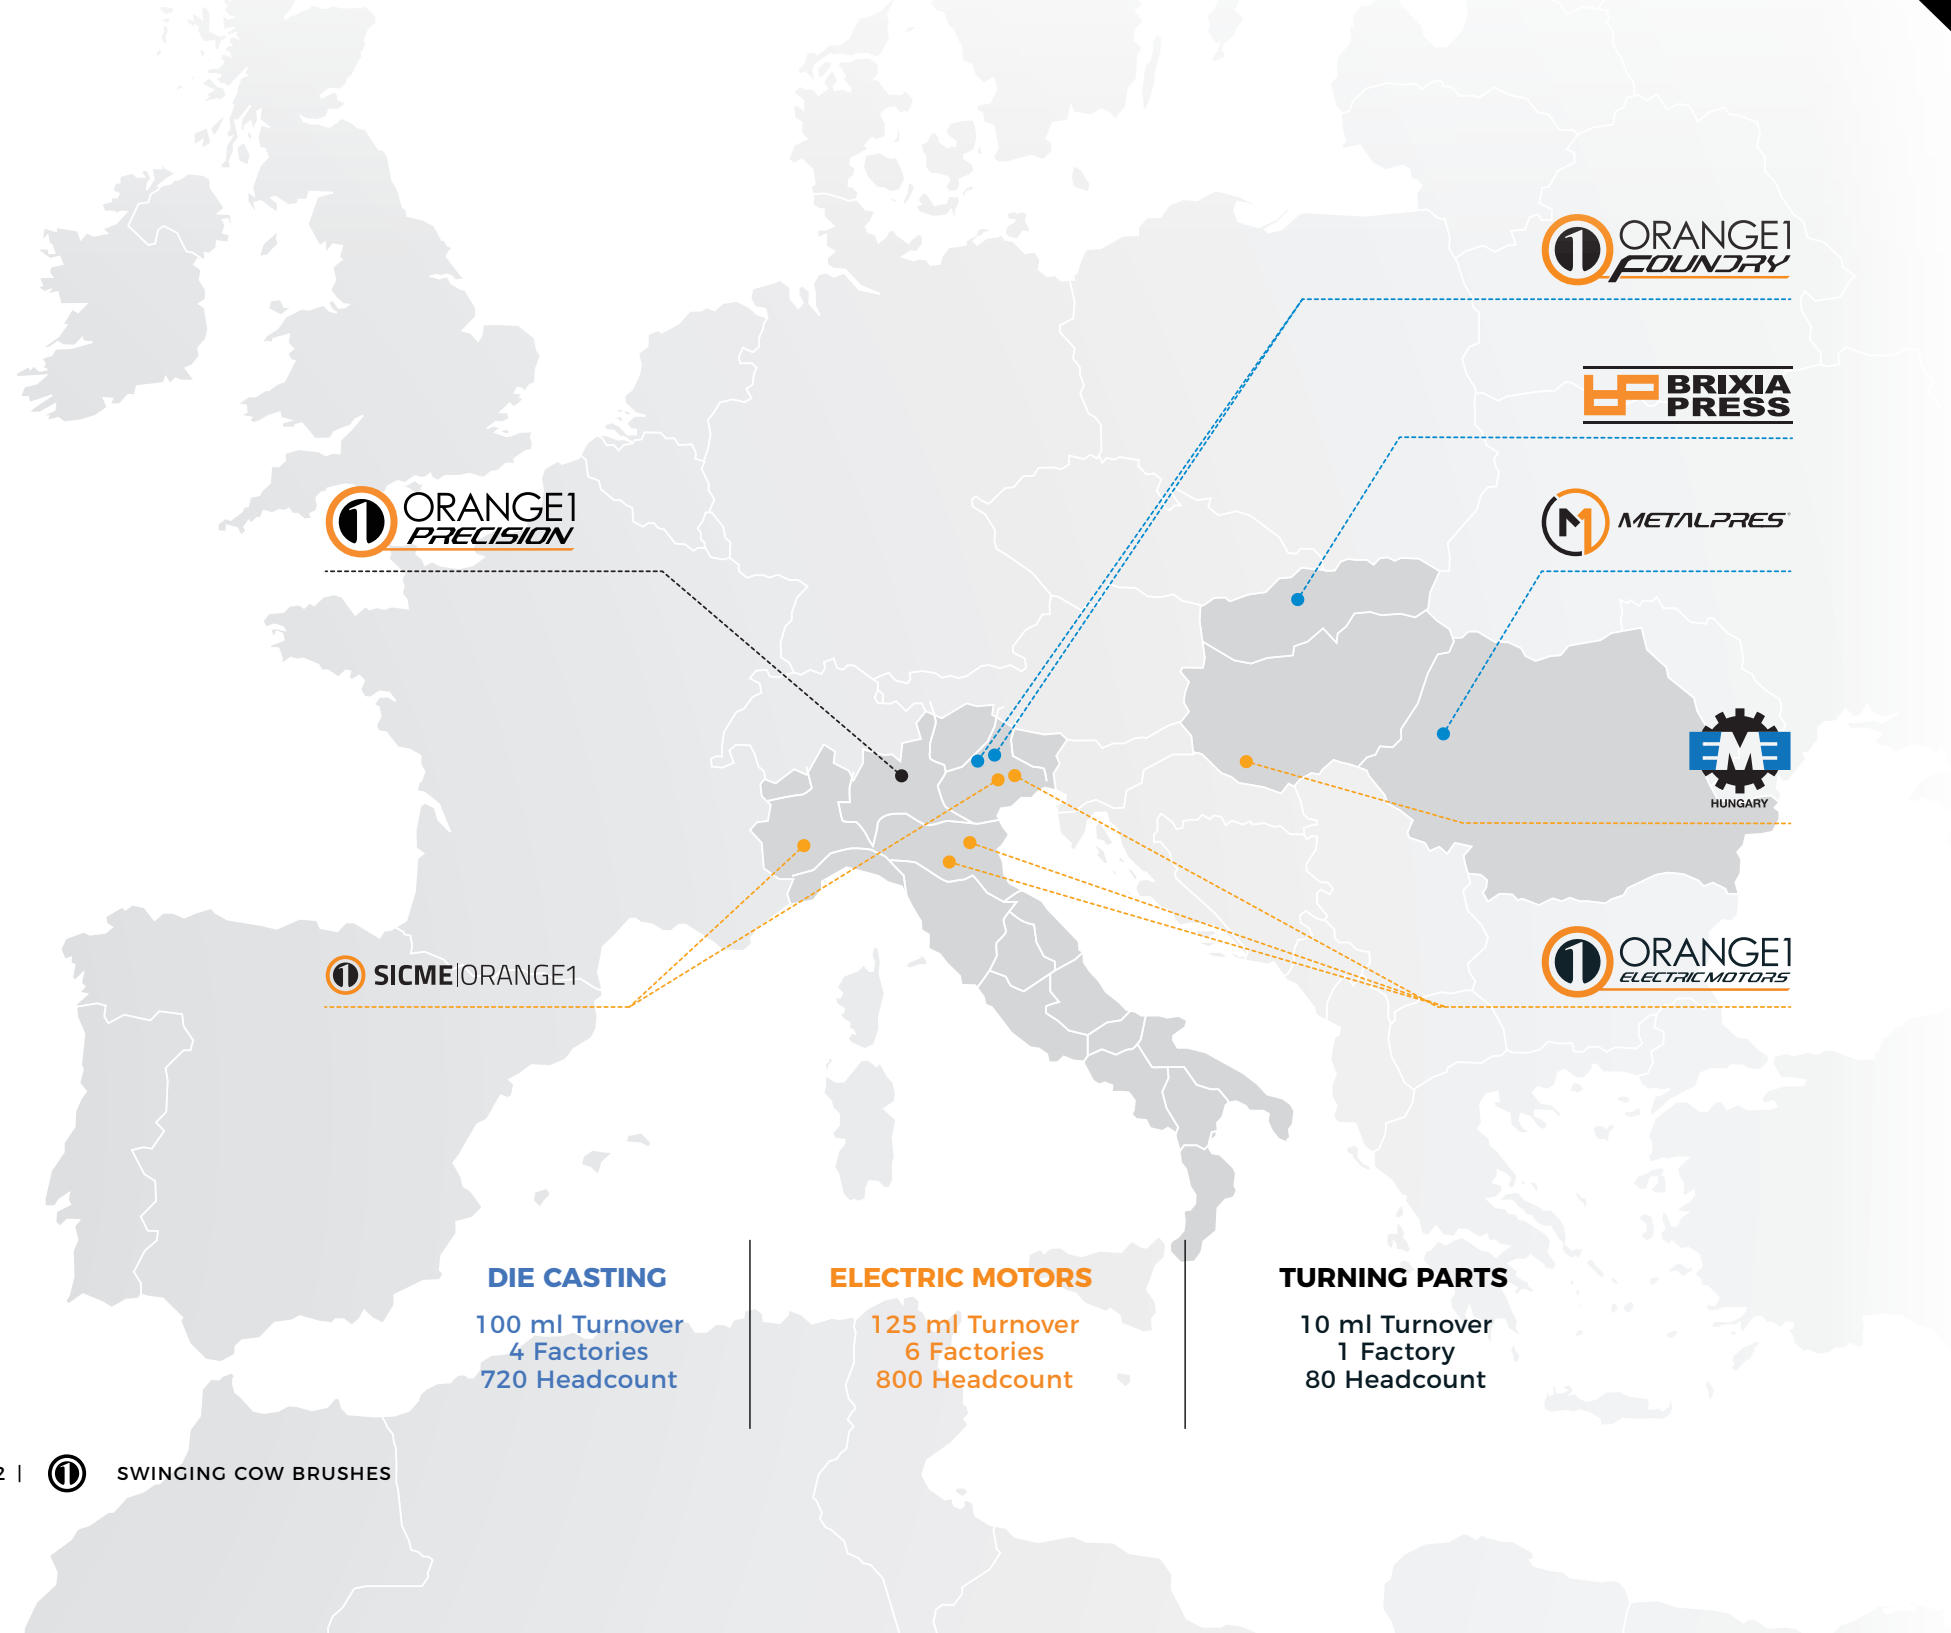 ORANGE1
FOUNDRY
BRIXIA
PRESS
ORANGE1
PRECISION
METALPRES
HUNGARY
SICME|ORANGE1
ORANGE1
ELECTRIC MOTORS
DIE CASTING
100 ml Turnover
4 Factories
720 Headcount
ELECTRIC MOTORS
125 ml Turnover
6 Factories
800 Headcount
TURNING PARTS
10 ml Turnover
1 Factory
80 Headcount
2 | SWINGING COW BRUSHES